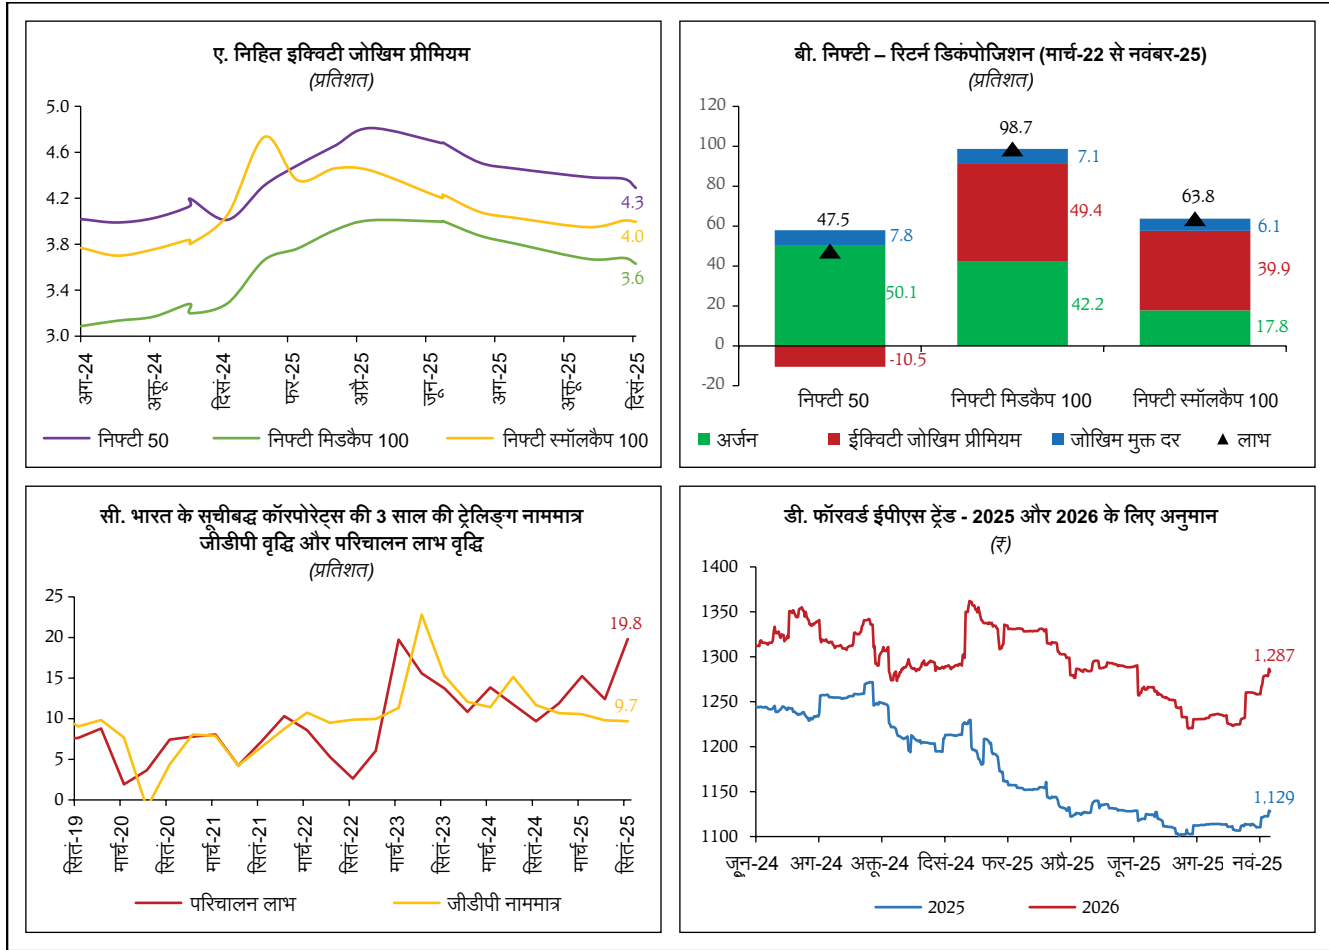 ए. निहित इक्विटी जोखिम प्रीमियम
(प्रतिशत)
5.0
4.6
4.2
3.8
3.4
3.0
4.3
4.0
3.6
अग-24
अक्तू-24
दिसं-24
फर-25
अप्रै-25
जून-25
अग-25
अक्तू-25
दिसं-25
निफ्टी 50
निफ्टी मिडकैप 100
निफ्टी स्मॉलकैप 100
बी. निफ्टी – रिटर्न डिकंपोजिशन (मार्च-22 से नवंबर-25)
(प्रतिशत)
120
100
80
60
40
20
0
-20
47.5
7.8
50.1
-10.5
98.7
7.1
49.4
42.2
63.8
6.1
39.9
17.8
निफ्टी 50
निफ्टी मिडकैप 100
निफ्टी स्मॉलकैप 100
अर्जन
ईक्विटी जोखिम प्रीमियम
जोखिम मुक्त दर
लाभ
सी. भारत के सूचीबद्ध कॉरपोरेट्स की 3 साल की ट्रेलिङ्ग नाममात्र
जीडीपी वृद्धि और परिचालन लाभ वृद्धि
(प्रतिशत)
25
20
15
10
5
0
19.8
9.7
सितं-19
मार्च-20
सितं-20
मार्च-21
सितं-21
मार्च-22
सितं-22
मार्च-23
सितं-23
मार्च-24
सितं-24
मार्च-25
सितं-25
परिचालन लाभ
जीडीपी नाममात्र
डी. फॉरवर्ड ईपीएस ट्रेंड - 2025 और 2026 के लिए अनुमान
(₹)
1400
1350
1300
1250
1200
1150
1100
1,287
1,129
जून-24
अग-24
अक्तू-24
दिसं-24
फर-25
अप्रै-25
जून-25
अग-25
नवं-25
2025
2026